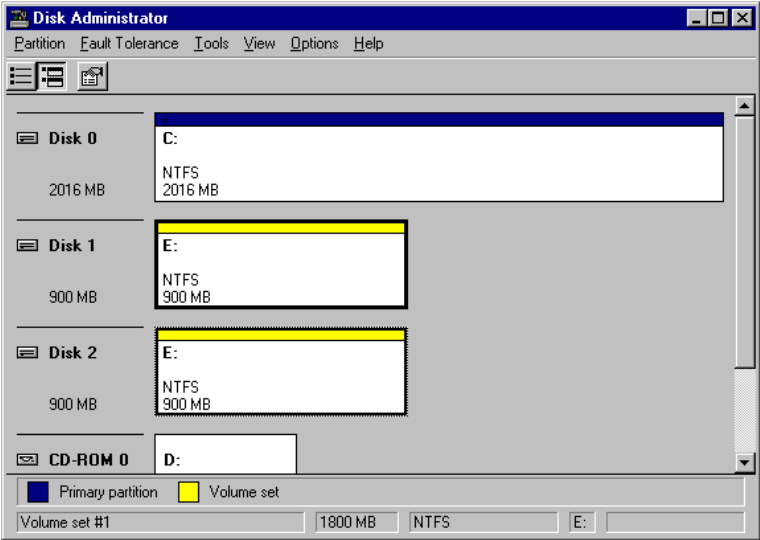 Disk Administrator
Partition Fault Tolerance Tools View Options Help
Disk 0
2016 MB
C:
NTFS
2016 MB
Disk 1
900 MB
E:
NTFS
900 MB
Disk 2
900 MB
E:
NTFS
900 MB
CD-ROM 0
D:
Primary partition Volume set
Volume set #1 1800 MB NTFS E: